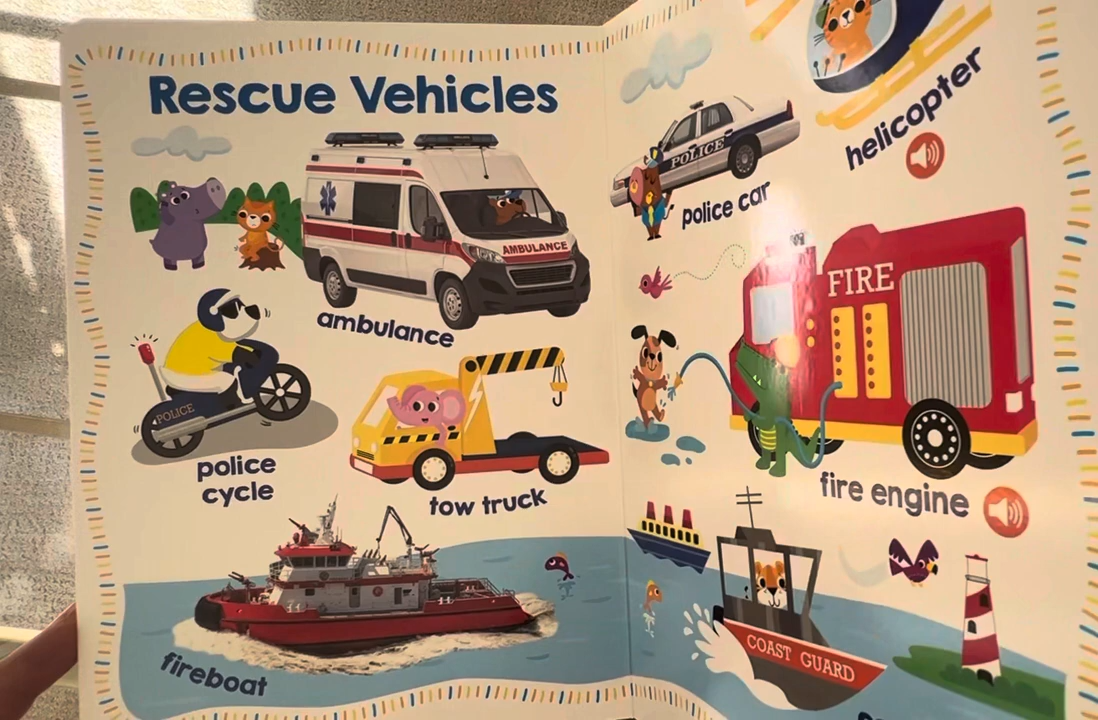 Rescue Vehicles
AMBULANCE
ambulance
POLICE
police
cycle
tow truck
fireboat
helicopter
POLICE
police car
FIRE
fire engine
COAST GUARD